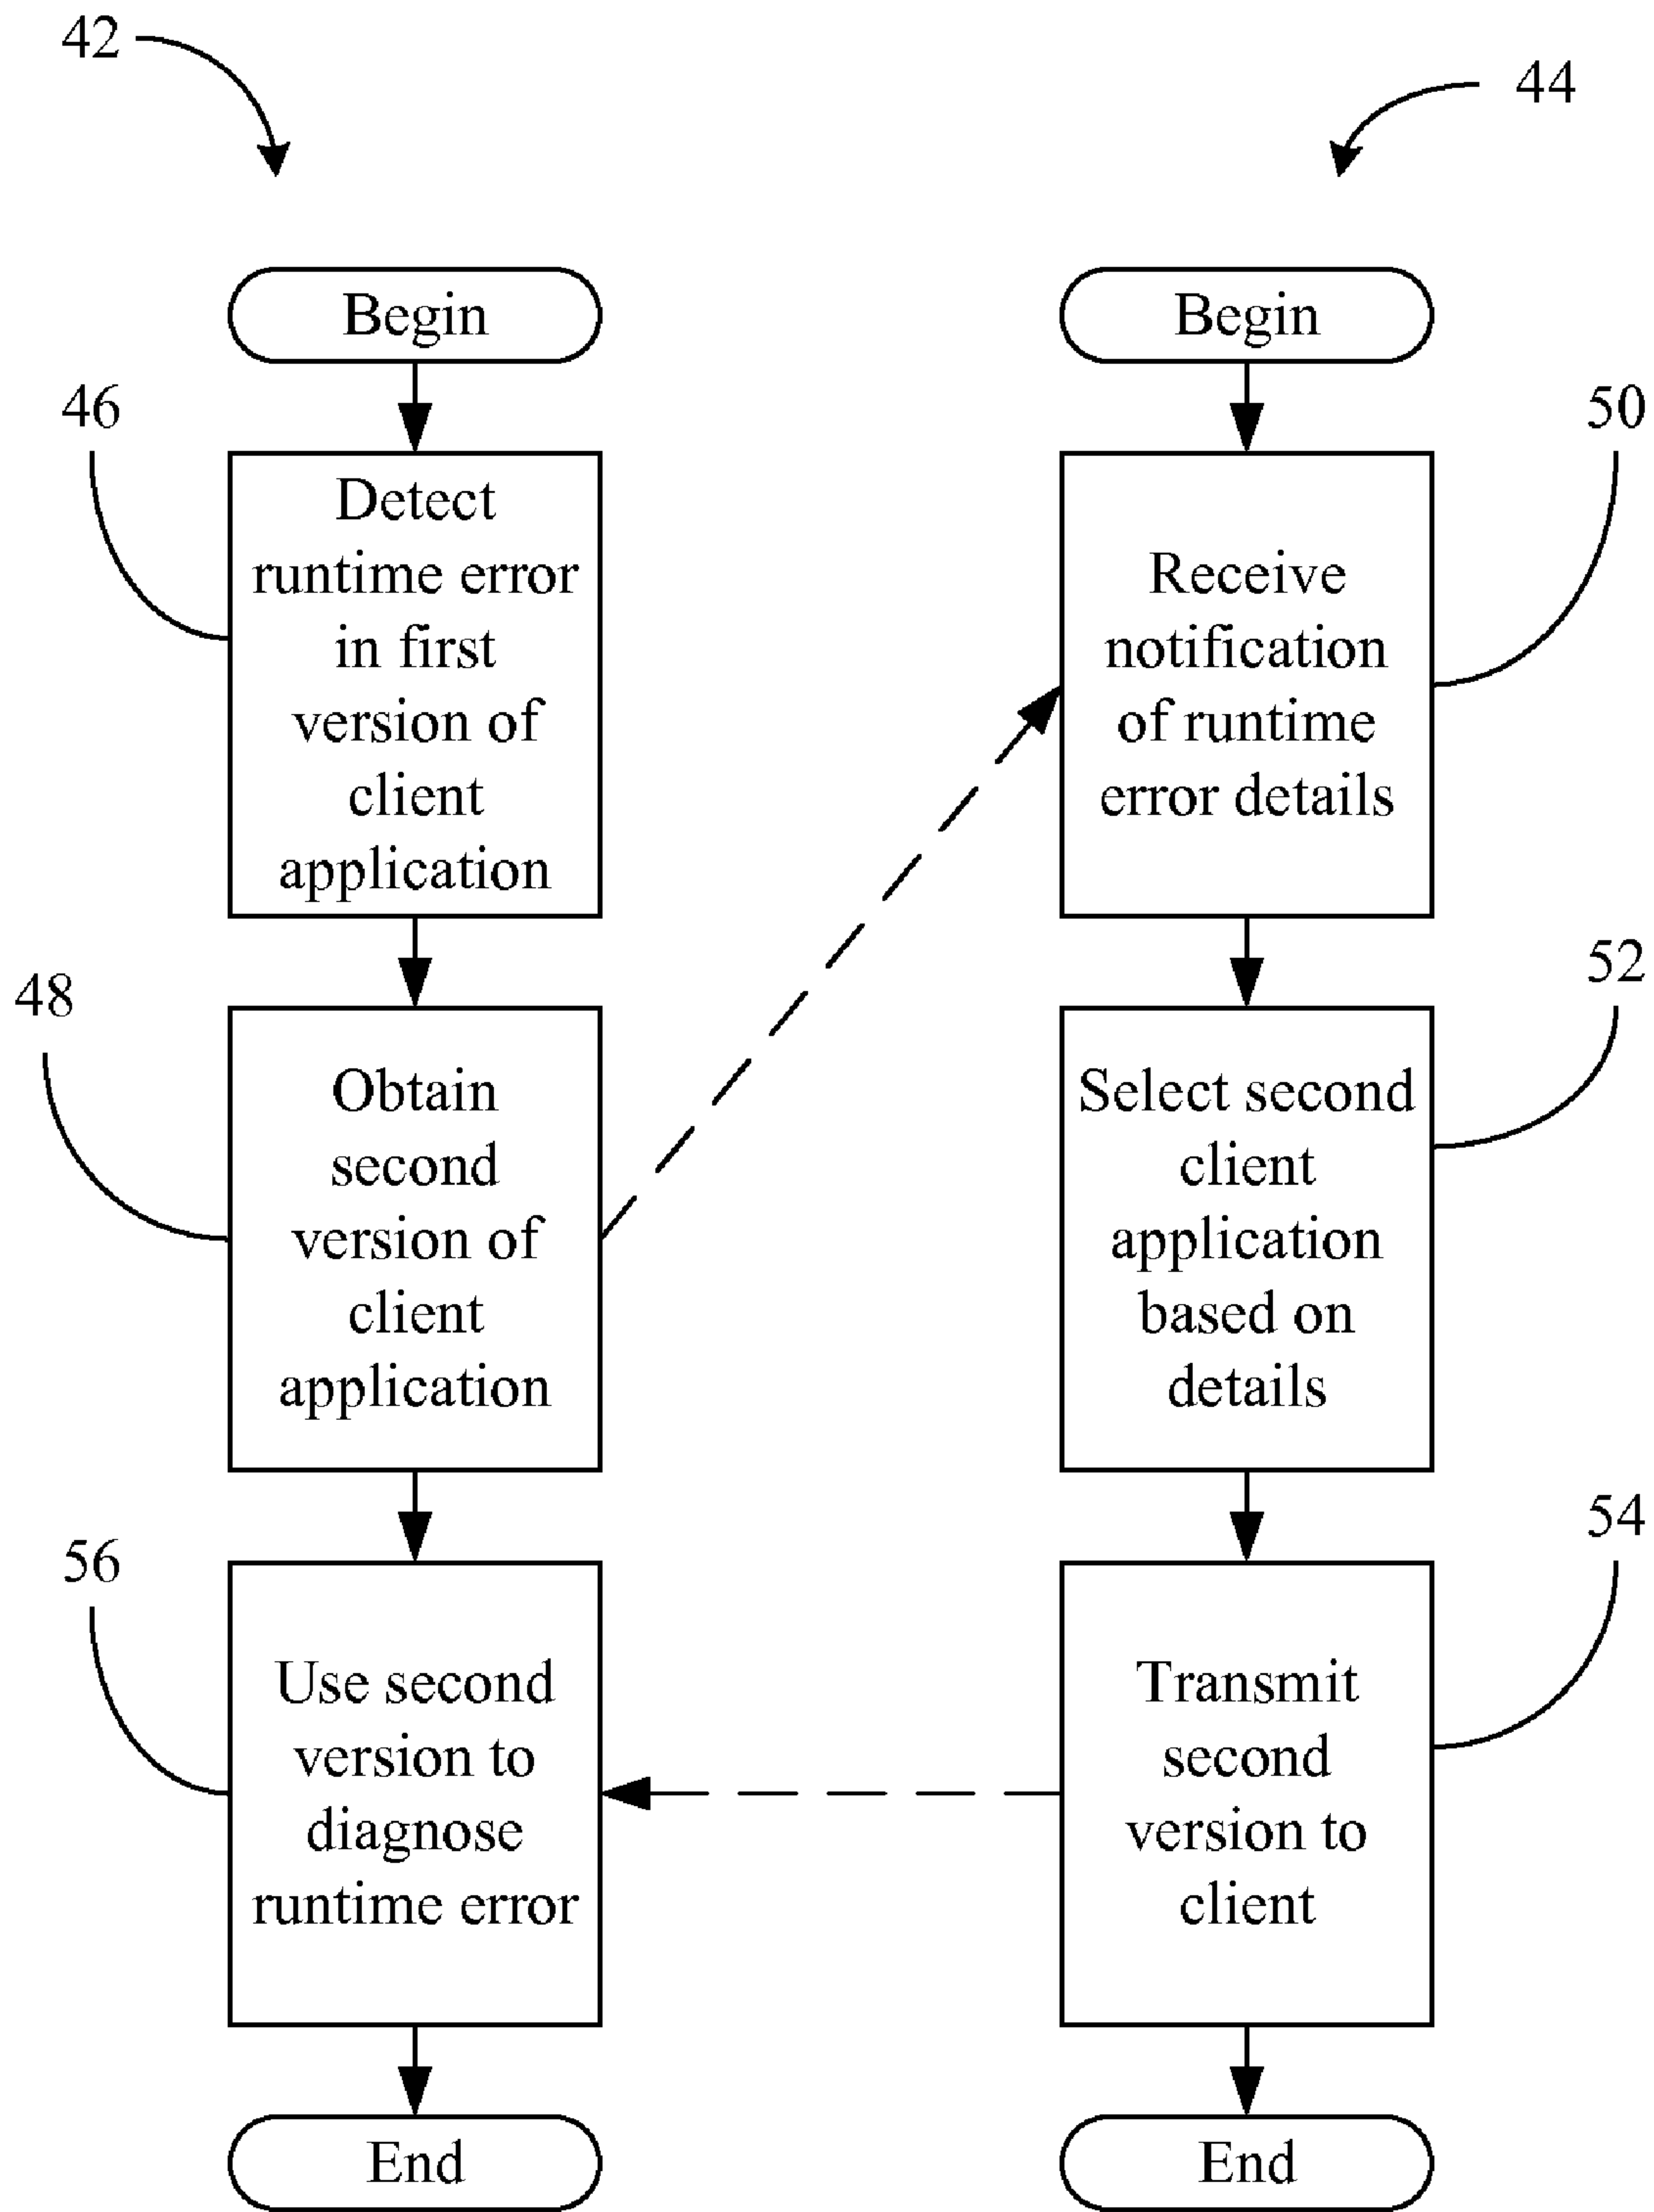 42
44
Begin
46
Detect
runtime error
in first
version of
client
application
48
Obtain
second
version of
client
application
56
Use second
version to
diagnose
runtime error
End
Begin
50
Receive
notification
of runtime
error details
52
Select second
client
application
based on
details
54
Transmit
second
version to
client
End